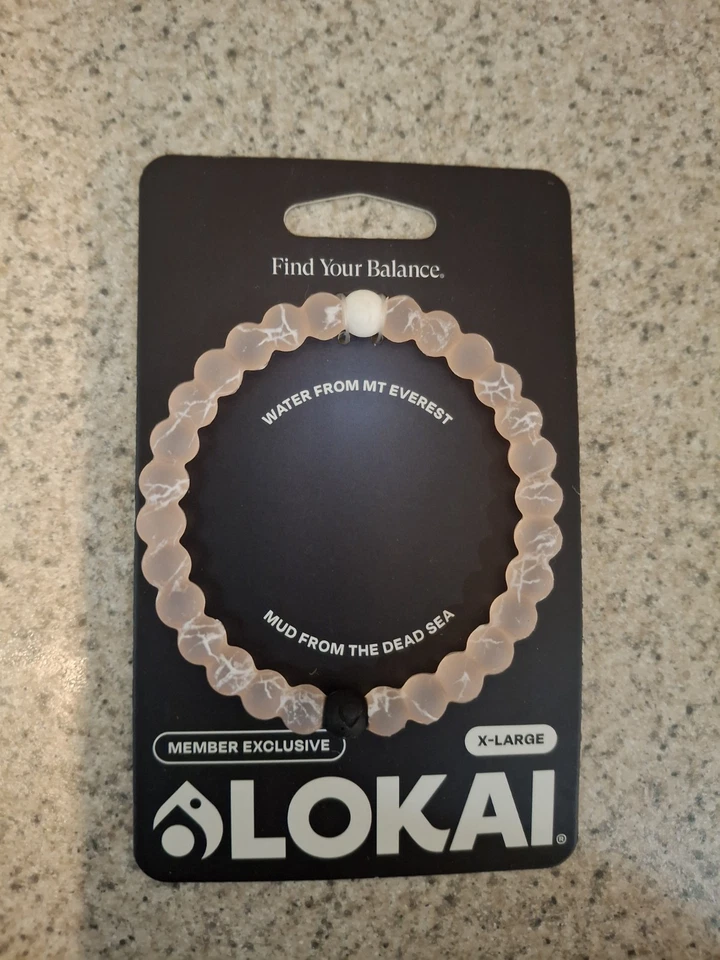 Find Your Balance.
WATER FROM MT EVEREST
MUD FROM THE DEAD SEA
MEMBER EXCLUSIVE
X-LARGE
LOKAI®